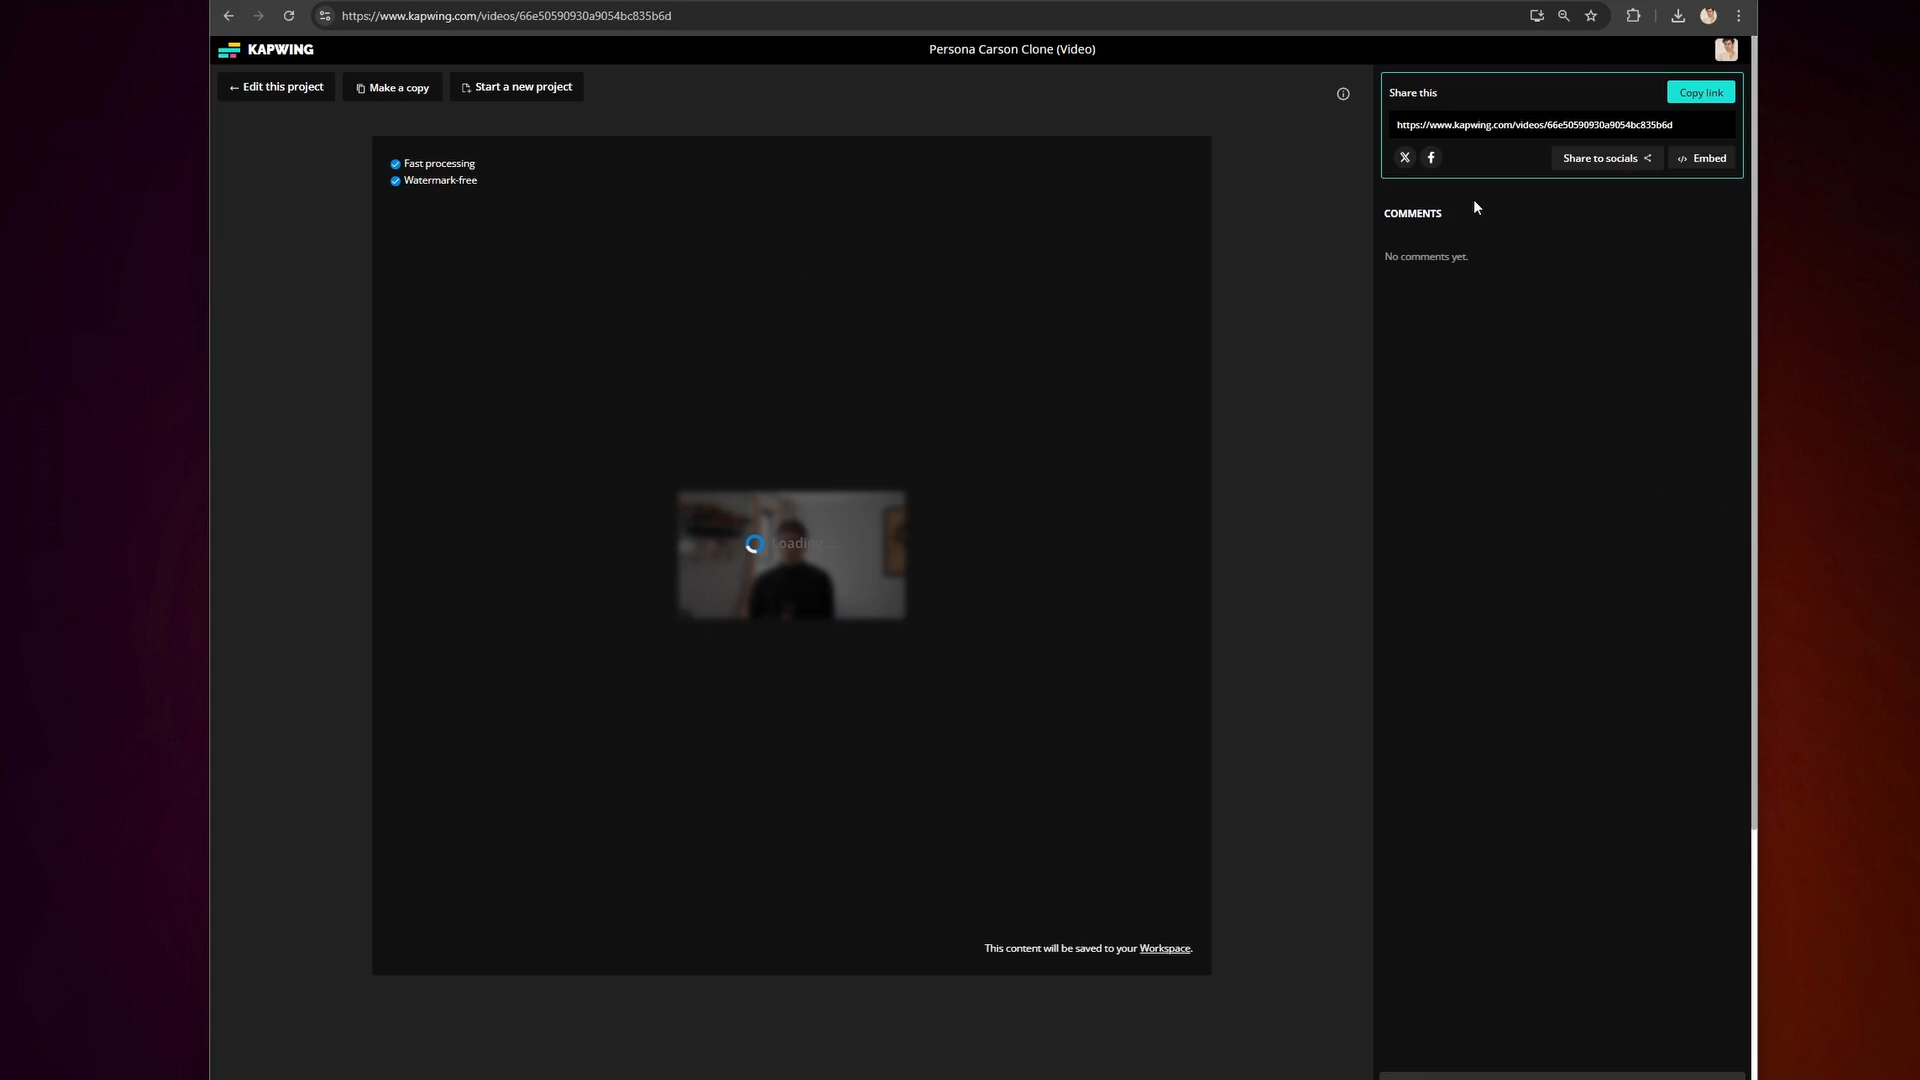 https://www.kapwing.com/videos/66e50590930a9054bc835b6d
KAPWING
Persona Carson Clone (Video)
← Edit this project
Make a copy
Start a new project
Share this
Copy link
https://www.kapwing.com/videos/66e50590930a9054bc835b6d
Share to socials
Embed
Fast processing
Watermark-free
COMMENTS
No comments yet.
Loading ...
This content will be saved to your Workspace.